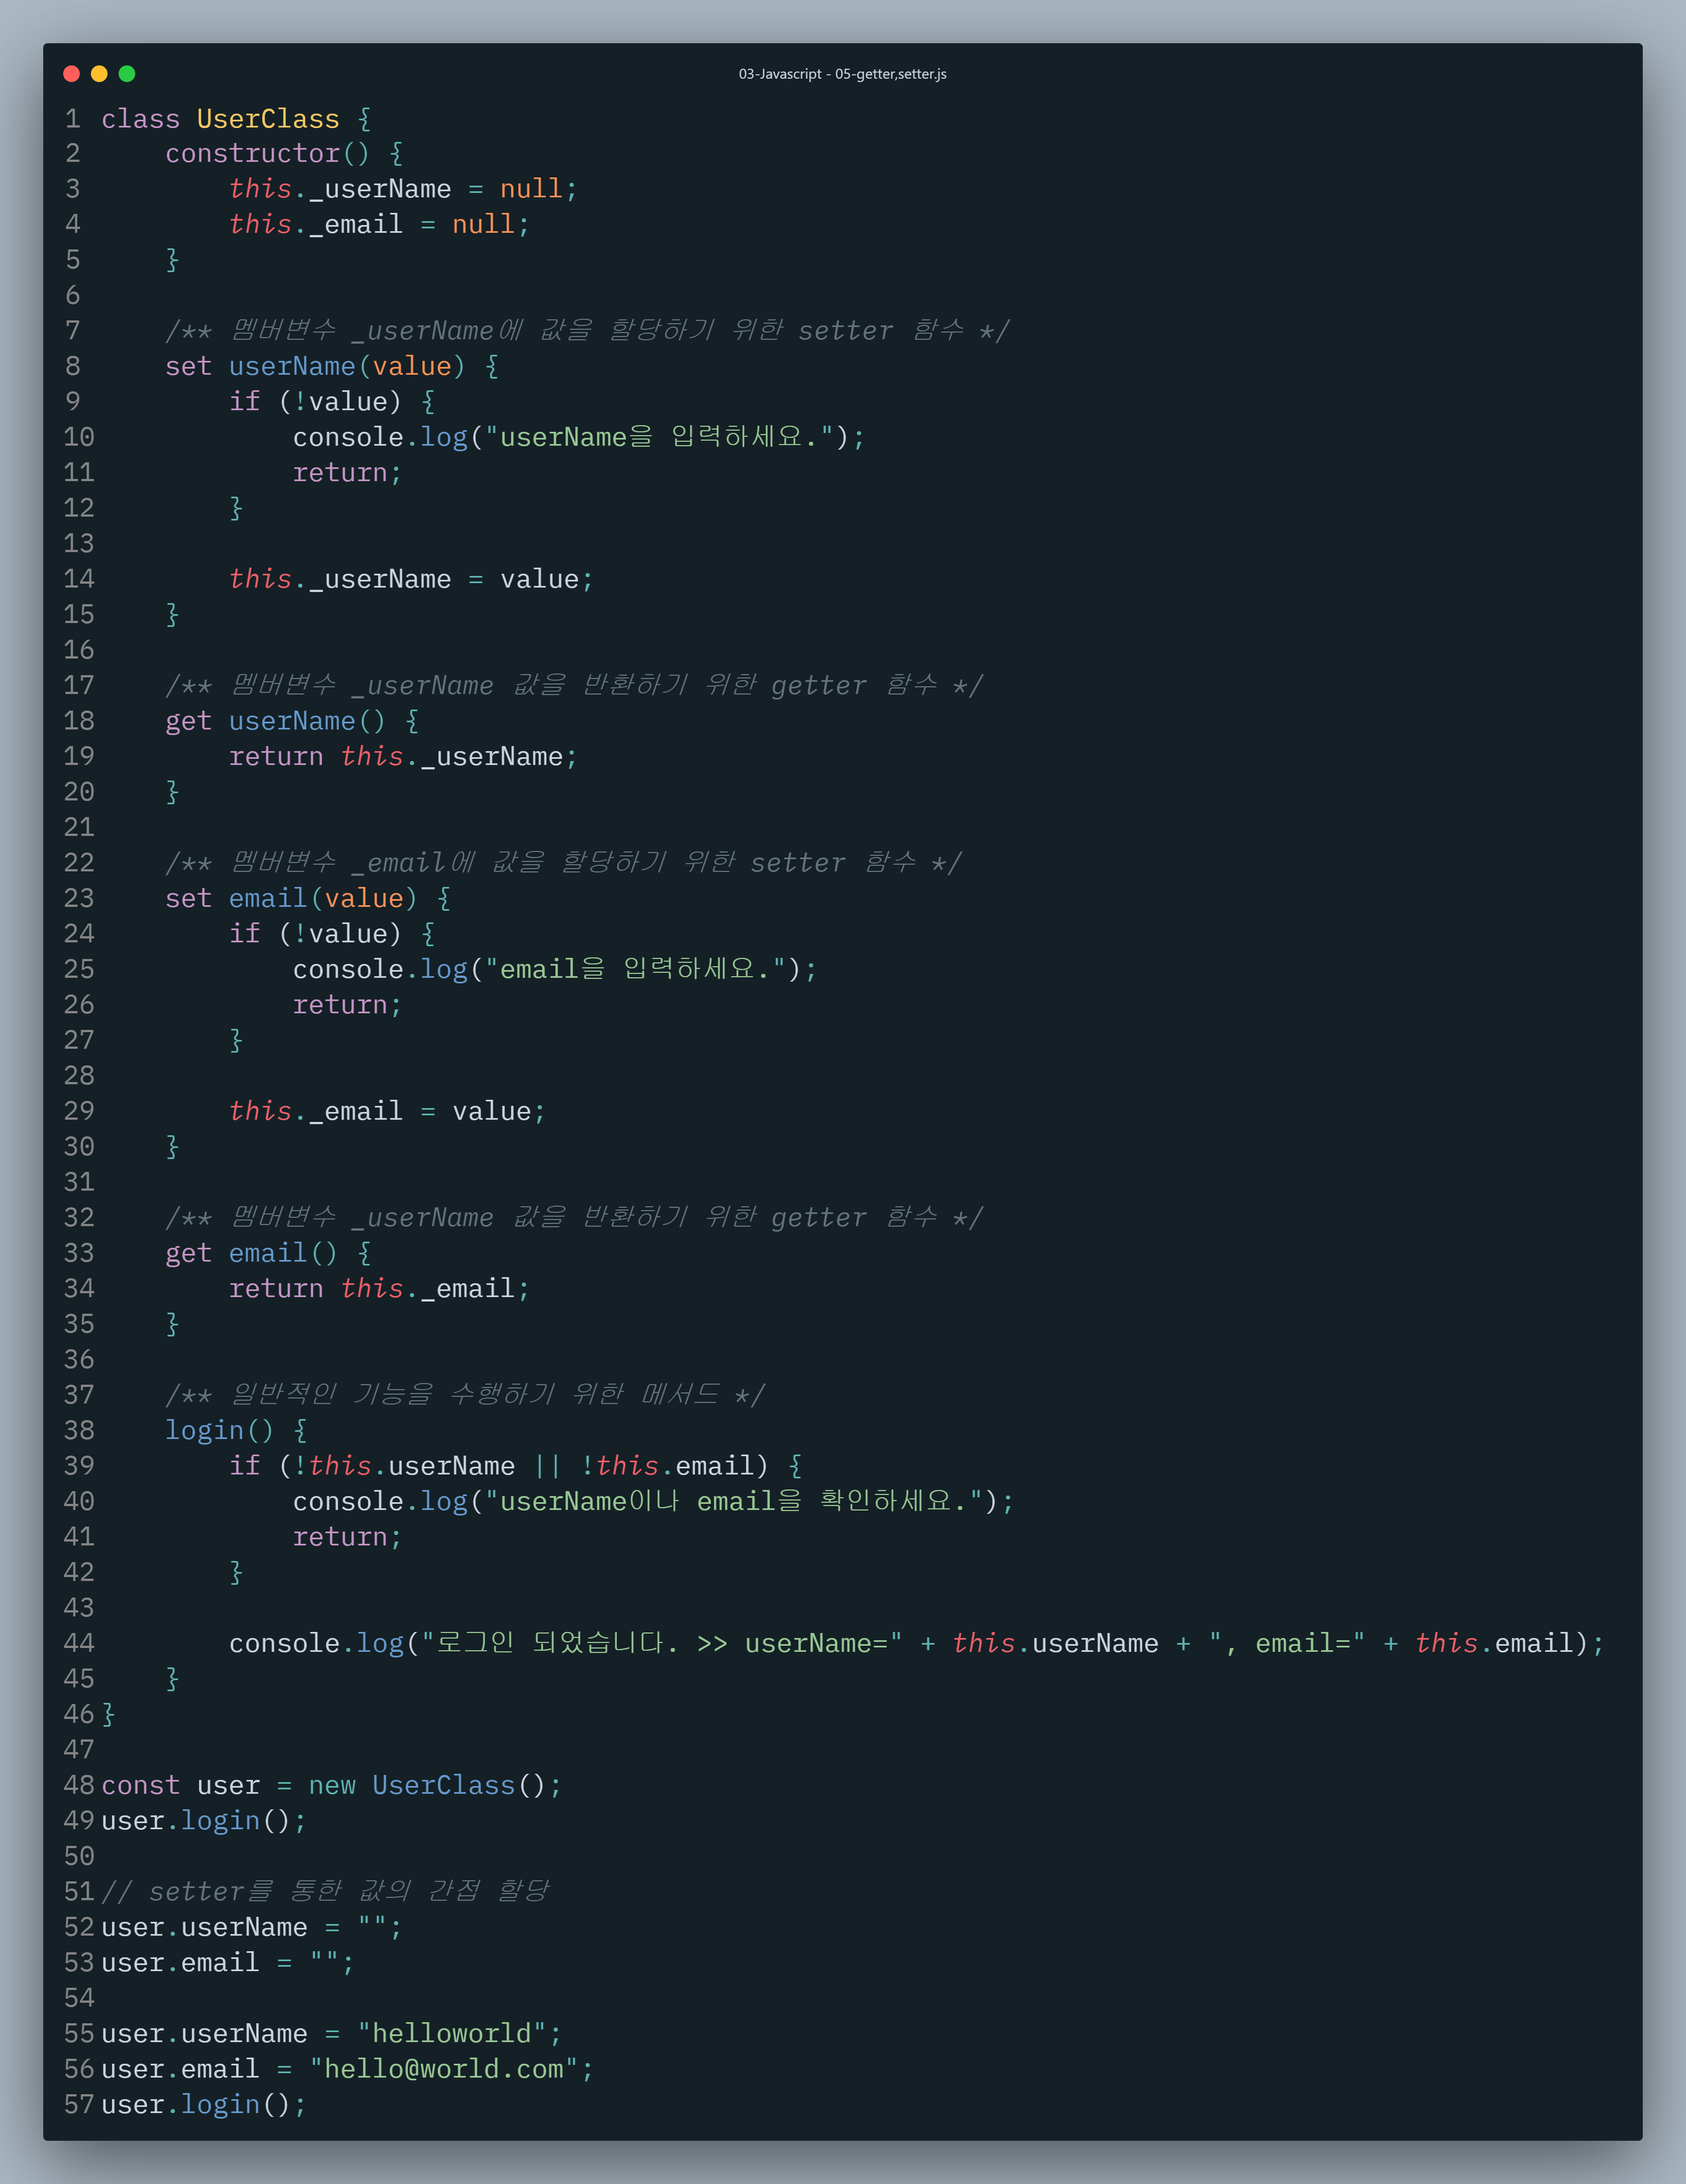 03-Javascript - 05-getter,setter.js
1 class UserClass {
2     constructor() {
3         this._userName = null;
4         this._email = null;
5     }
6
7     /** 멤버변수 _userName에 값을 할당하기 위한 setter 함수 */
8     set userName(value) {
9         if (!value) {
10             console.log("userName을 입력하세요.");
11             return;
12         }
13
14         this._userName = value;
15     }
16
17     /** 멤버변수 _userName 값을 반환하기 위한 getter 함수 */
18     get userName() {
19         return this._userName;
20     }
21
22     /** 멤버변수 _email에 값을 할당하기 위한 setter 함수 */
23     set email(value) {
24         if (!value) {
25             console.log("email을 입력하세요.");
26             return;
27         }
28
29         this._email = value;
30     }
31
32     /** 멤버변수 _userName 값을 반환하기 위한 getter 함수 */
33     get email() {
34         return this._email;
35     }
36
37     /** 일반적인 기능을 수행하기 위한 메서드 */
38     login() {
39         if (!this.userName || !this.email) {
40             console.log("userName이나 email을 확인하세요.");
41             return;
42         }
43
44         console.log("로그인 되었습니다. >> userName=" + this.userName + ", email=" + this.email);
45     }
46 }
47
48 const user = new UserClass();
49 user.login();
50
51 // setter를 통한 값의 간접 할당
52 user.userName = "";
53 user.email = "";
54
55 user.userName = "helloworld";
56 user.email = "hello@world.com";
57 user.login();